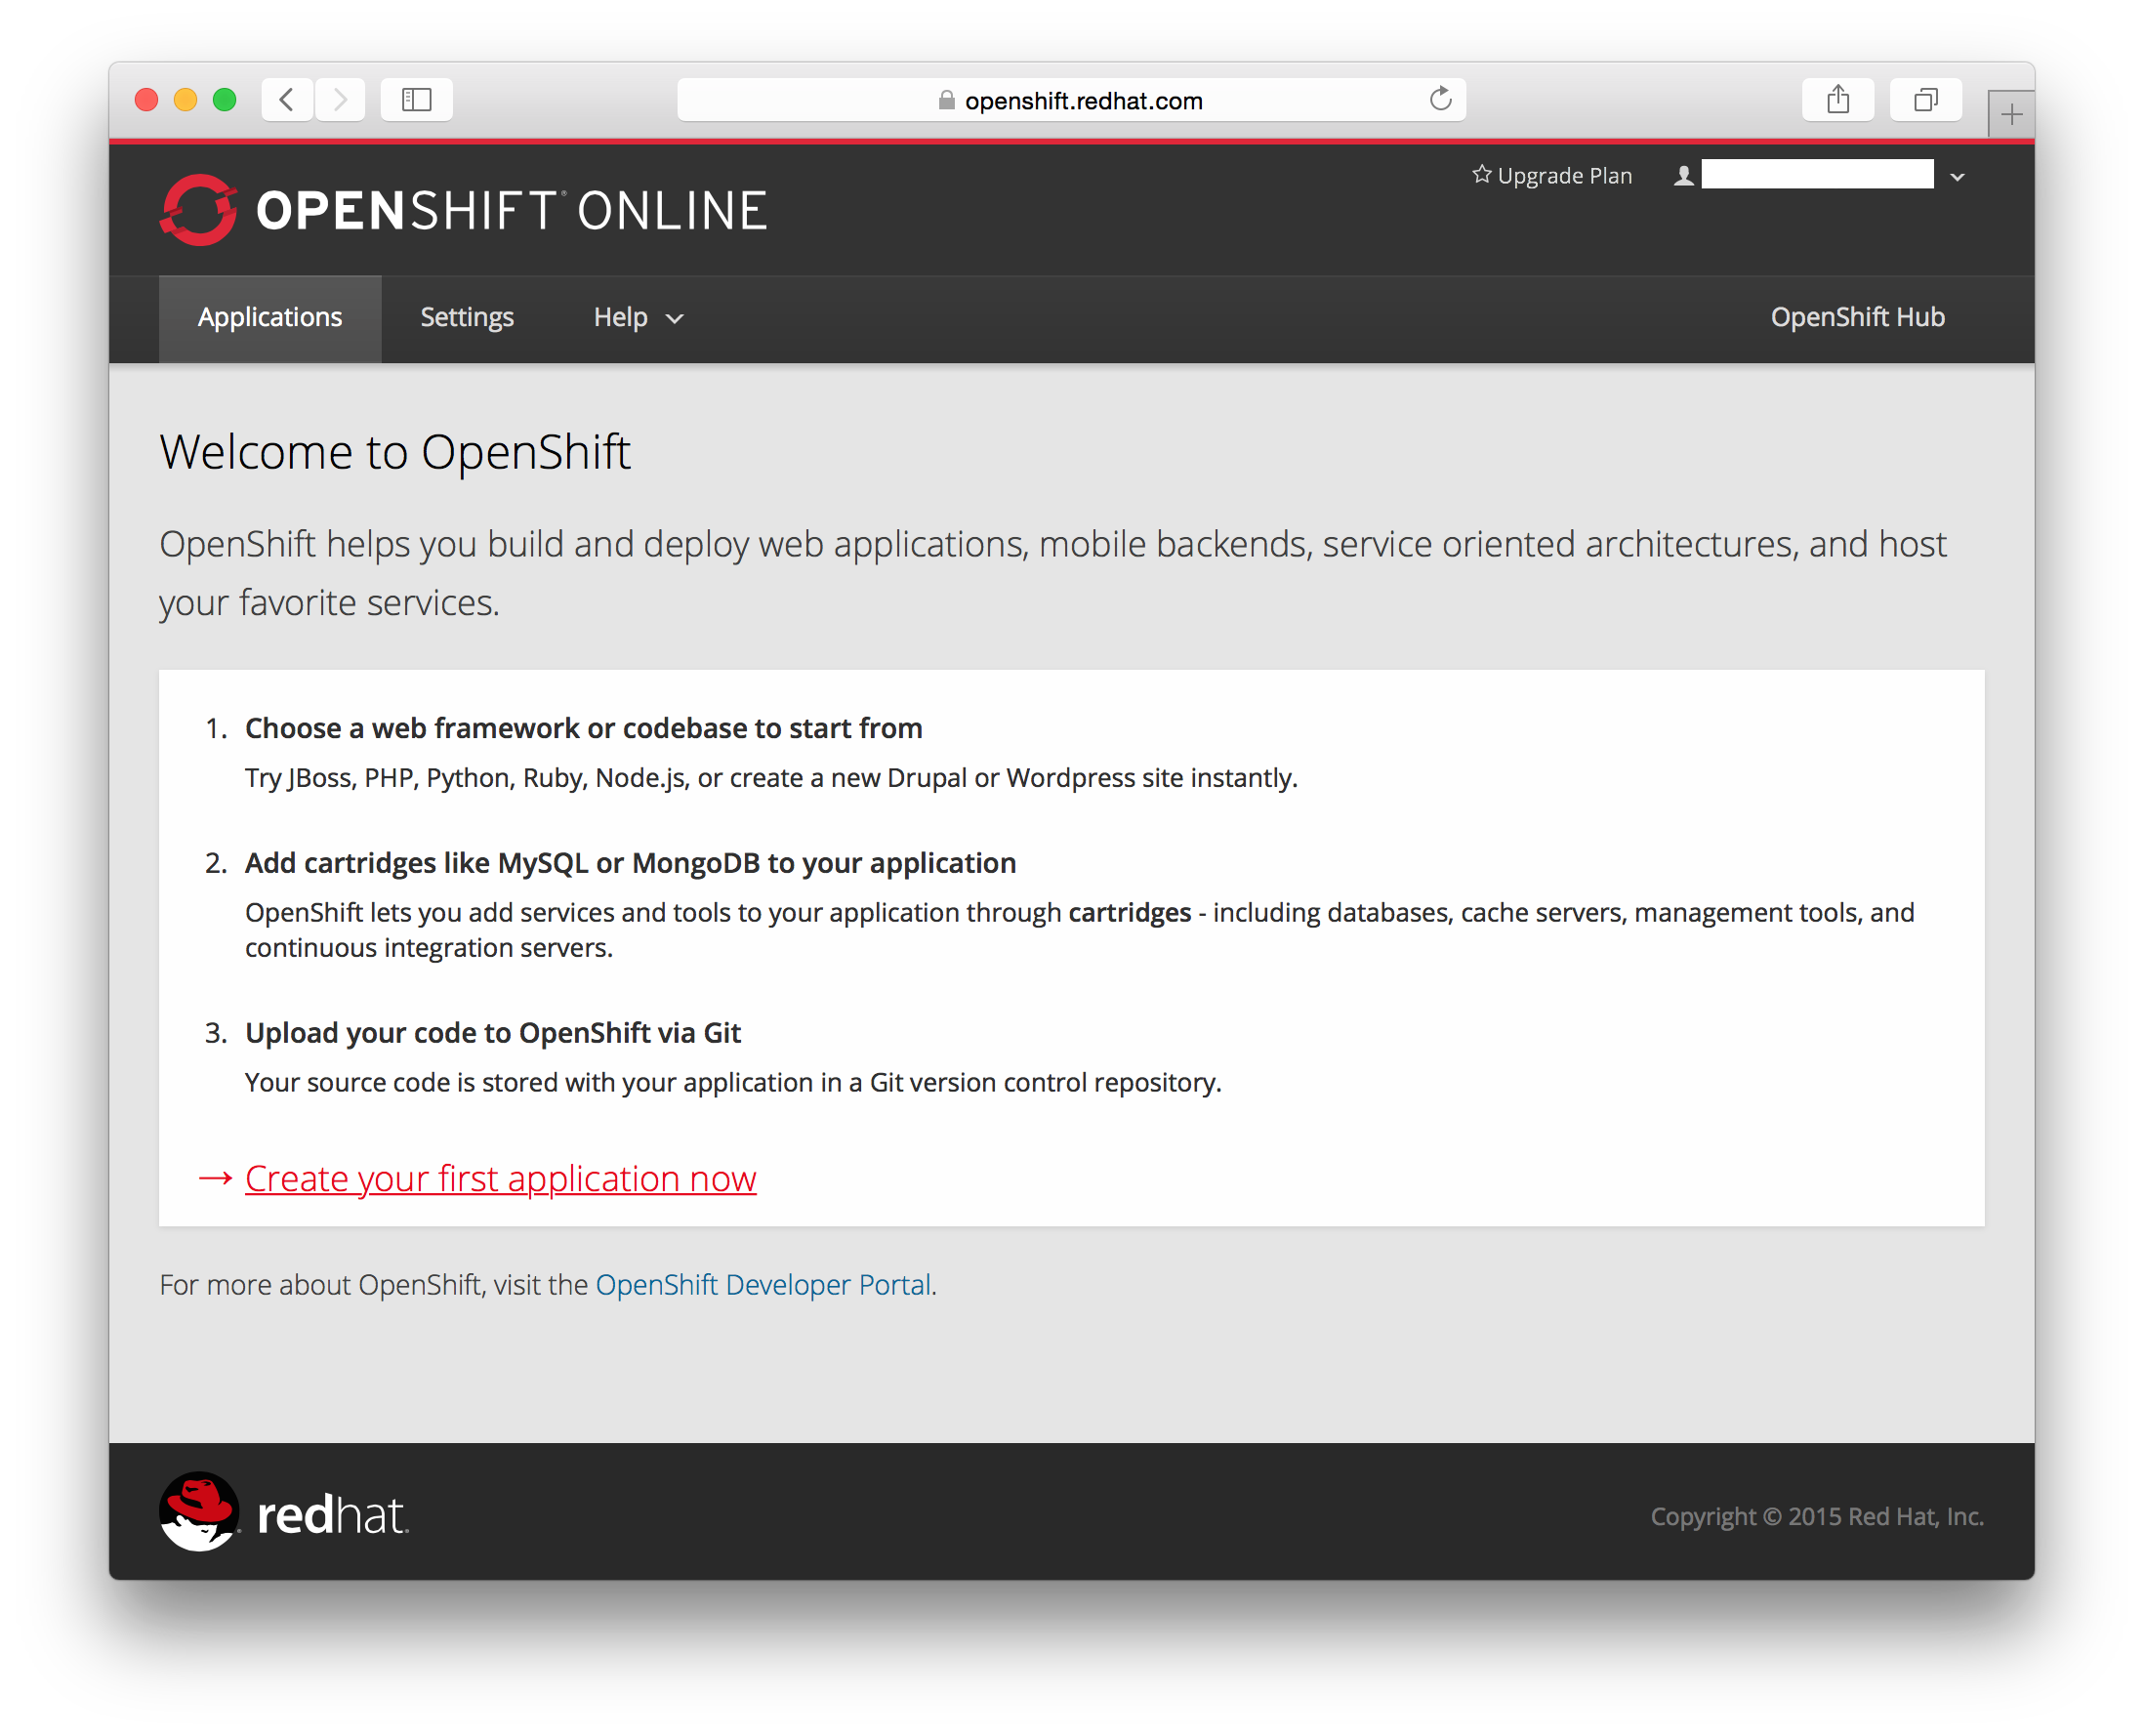 openshift.redhat.com
Upgrade Plan
OPENSHIFT ONLINE
Applications
Settings
Help
OpenShift Hub
Welcome to OpenShift
OpenShift helps you build and deploy web applications, mobile backends, service oriented architectures, and host
your favorite services.
1. Choose a web framework or codebase to start from
Try JBoss, PHP, Python, Ruby, Node.js, or create a new Drupal or Wordpress site instantly.
2. Add cartridges like MySQL or MongoDB to your application
OpenShift lets you add services and tools to your application through cartridges - including databases, cache servers, management tools, and
continuous integration servers.
3. Upload your code to OpenShift via Git
Your source code is stored with your application in a Git version control repository.
→ Create your first application now
For more about OpenShift, visit the OpenShift Developer Portal.
redhat.
Copyright © 2015 Red Hat, Inc.